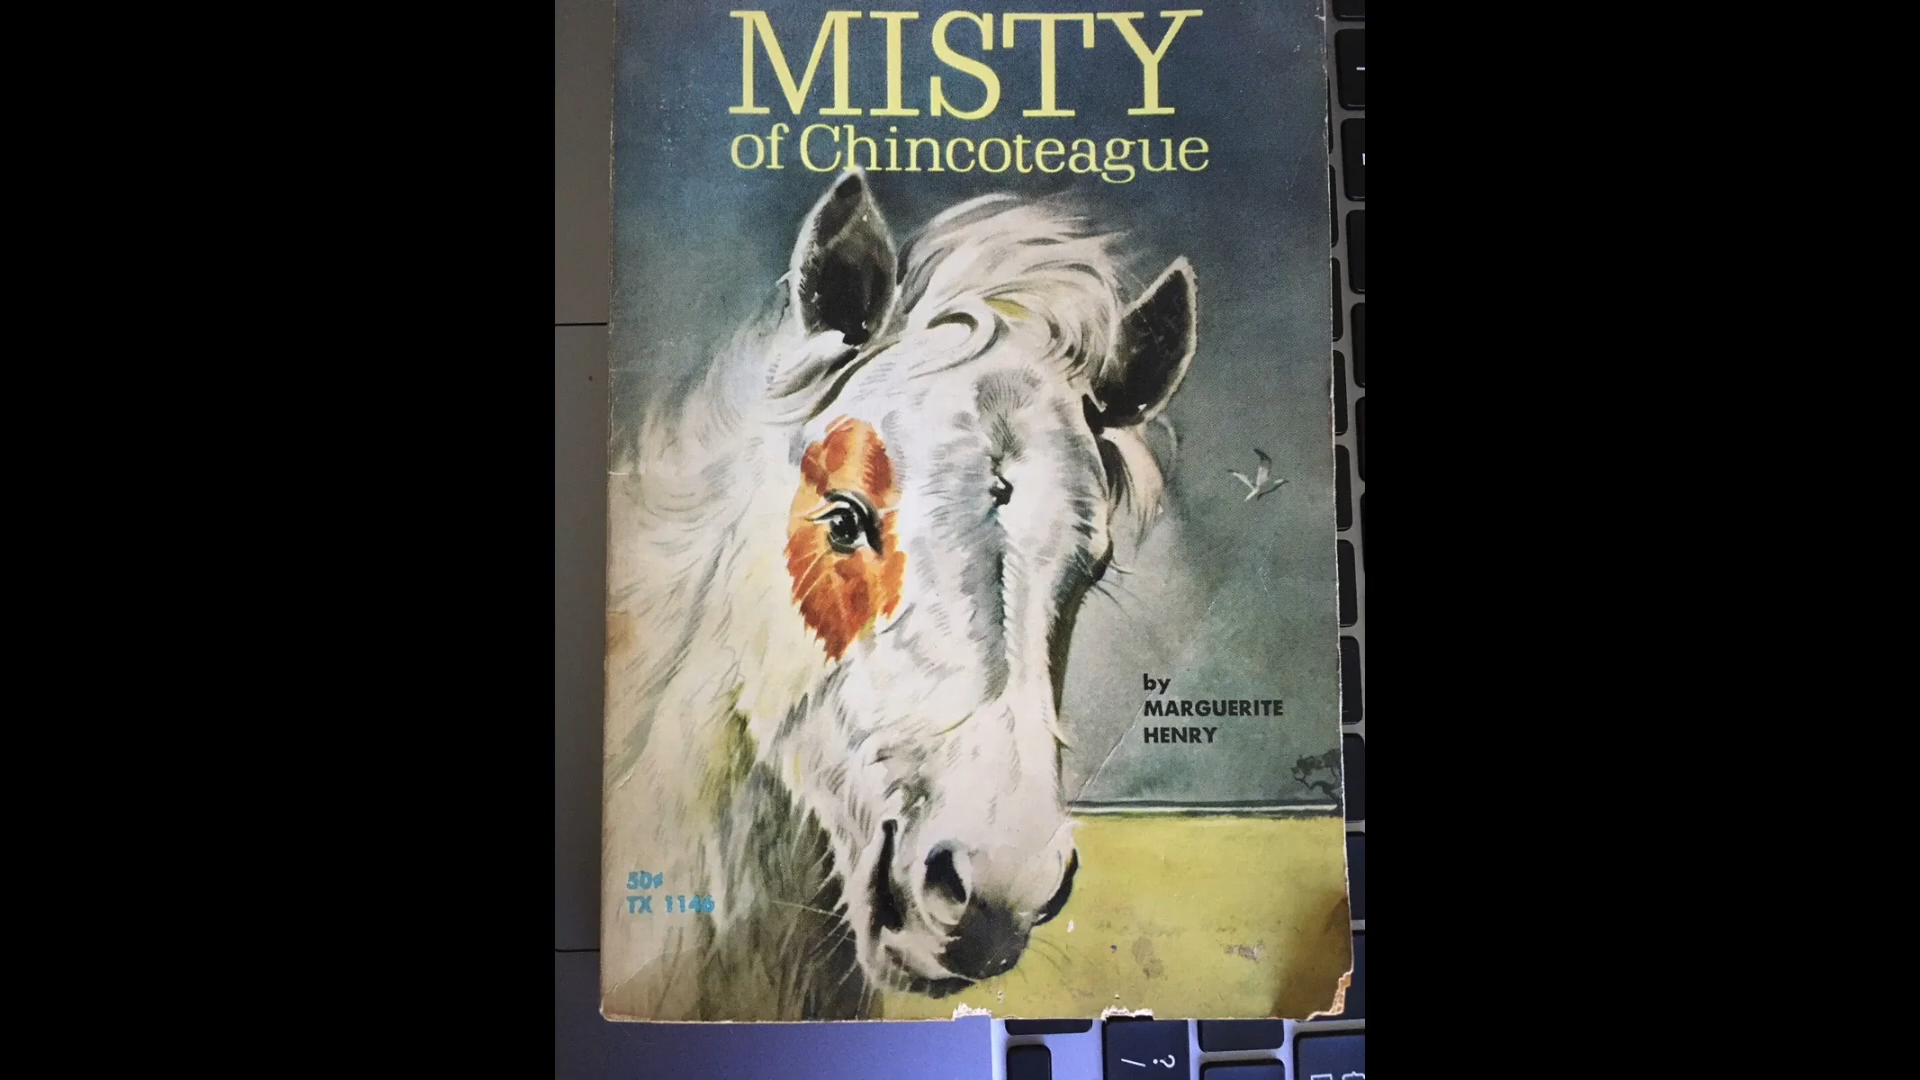 MISTY
of Chincoteague
by
MARGUERITE
HENRY
50¢
TX 1146
? /